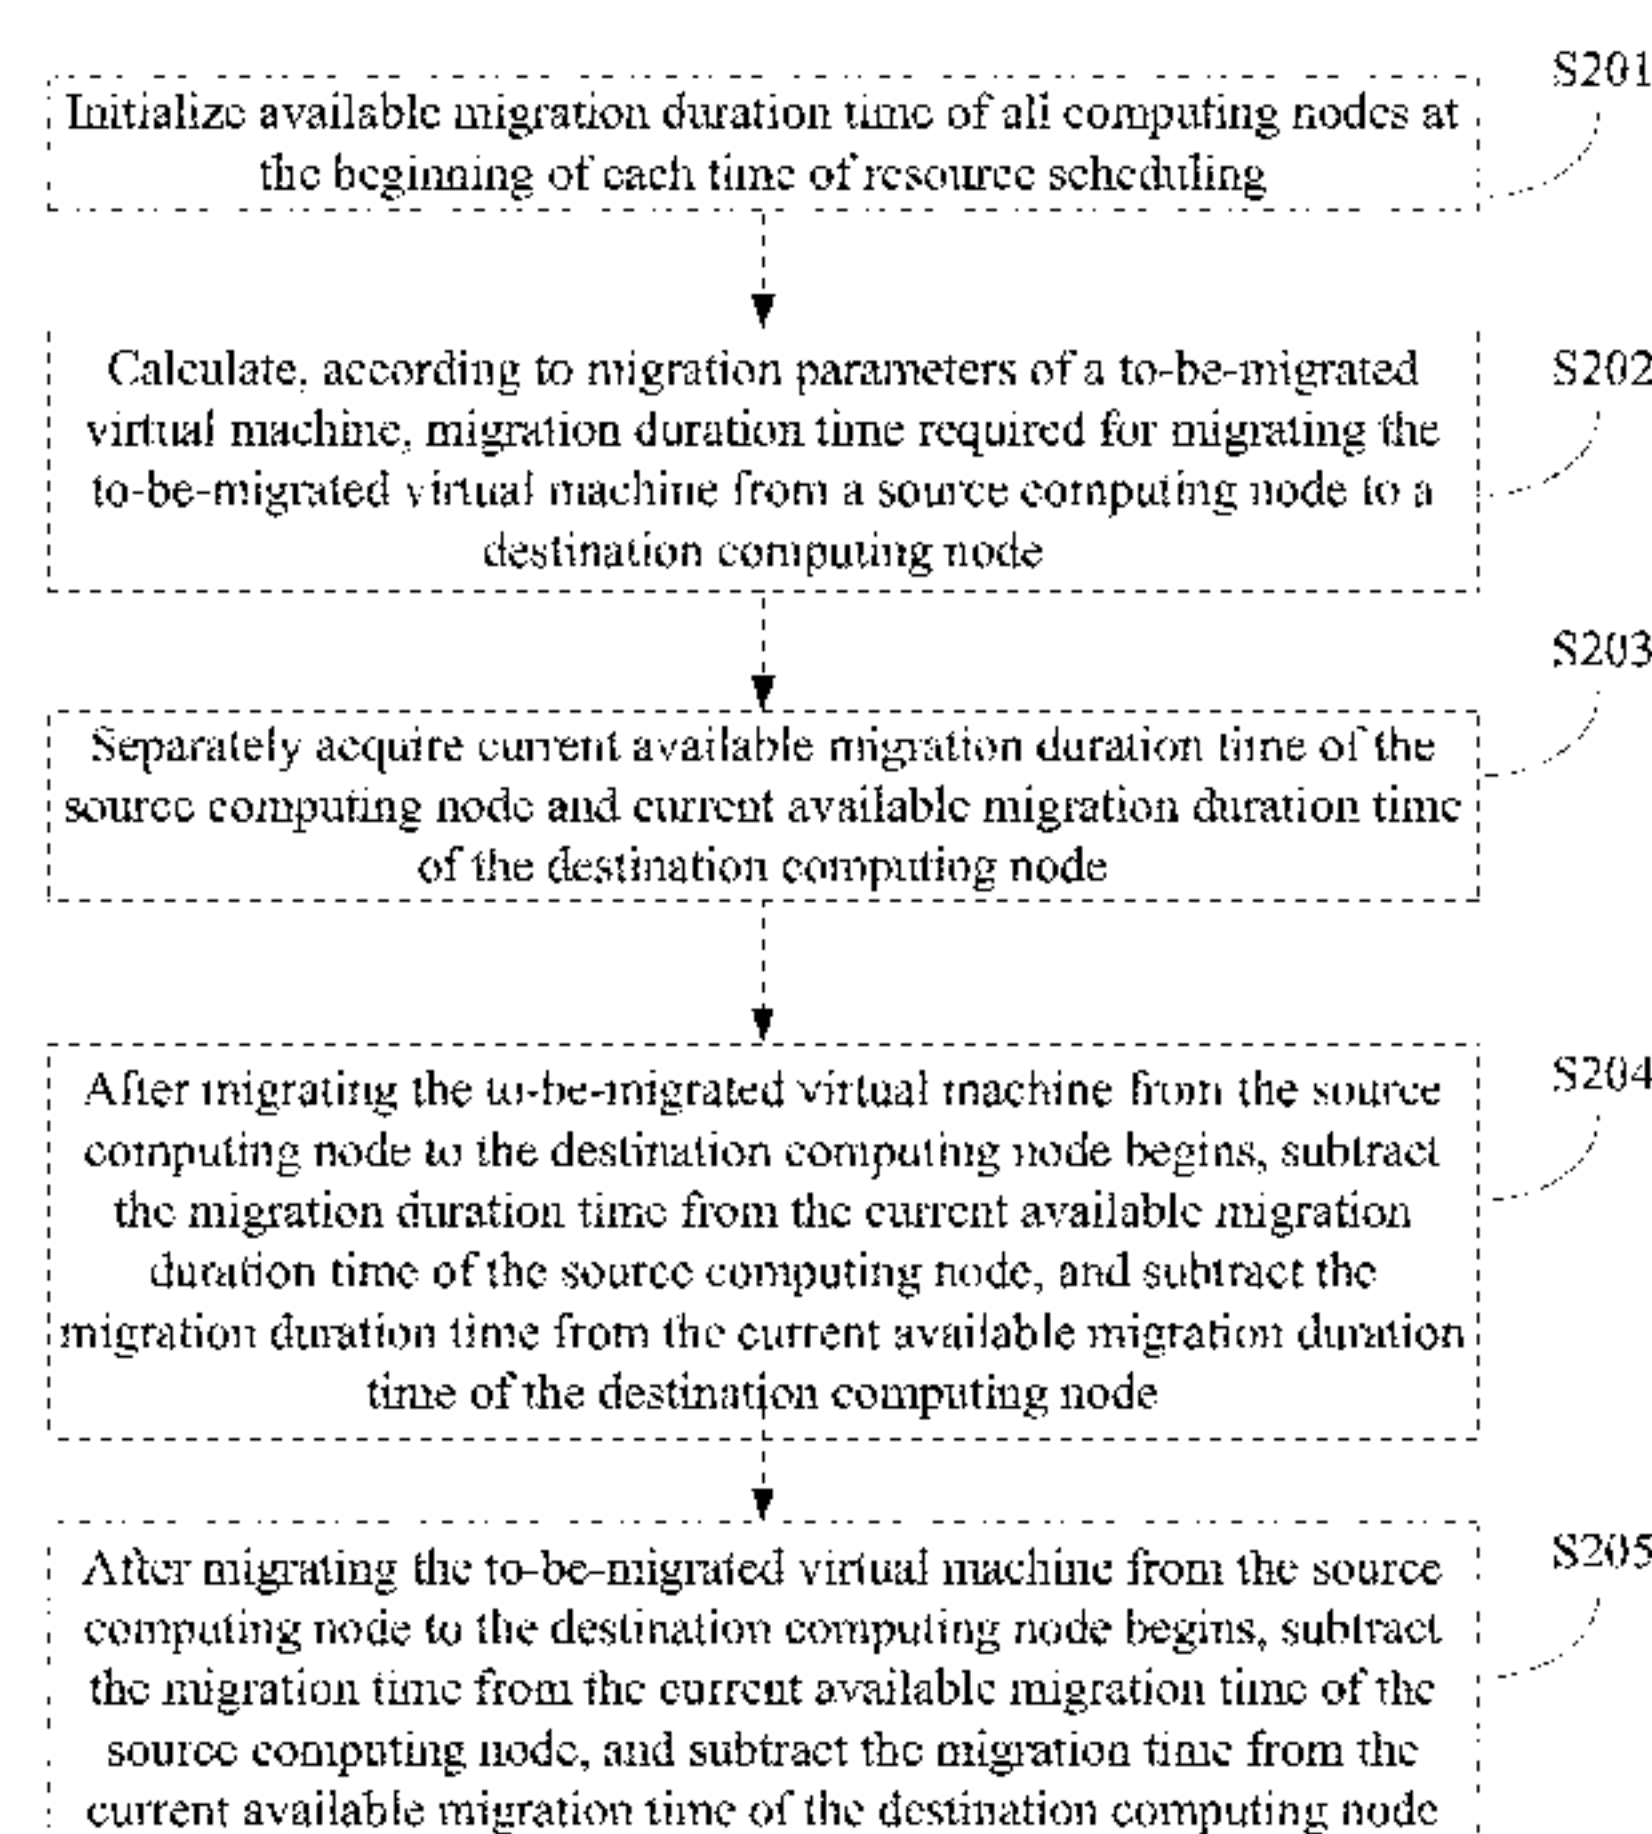 S201
Initialize available migration duration time of all computing nodes at
the beginning of each time of resource scheduling
S202
Calculate, according to migration parameters of a to-be-migrated
virtual machine, migration duration time required for migrating the
to-be-migrated virtual machine from a source computing node to a
destination computing node
S203
Separately acquire current available migration duration time of the
source computing node and current available migration duration time
of the destination computing node
S204
After migrating the to-be-migrated virtual machine from the source
computing node to the destination computing node begins, subtract
the migration duration time from the current available migration
duration time of the source computing node, and subtract the
migration duration time from the current available migration duration
time of the destination computing node
S205
After migrating the to-be-migrated virtual machine from the source
computing node to the destination computing node begins, subtract
the migration time from the current available migration time of the
source computing node, and subtract the migration time from the
current available migration time of the destination computing node